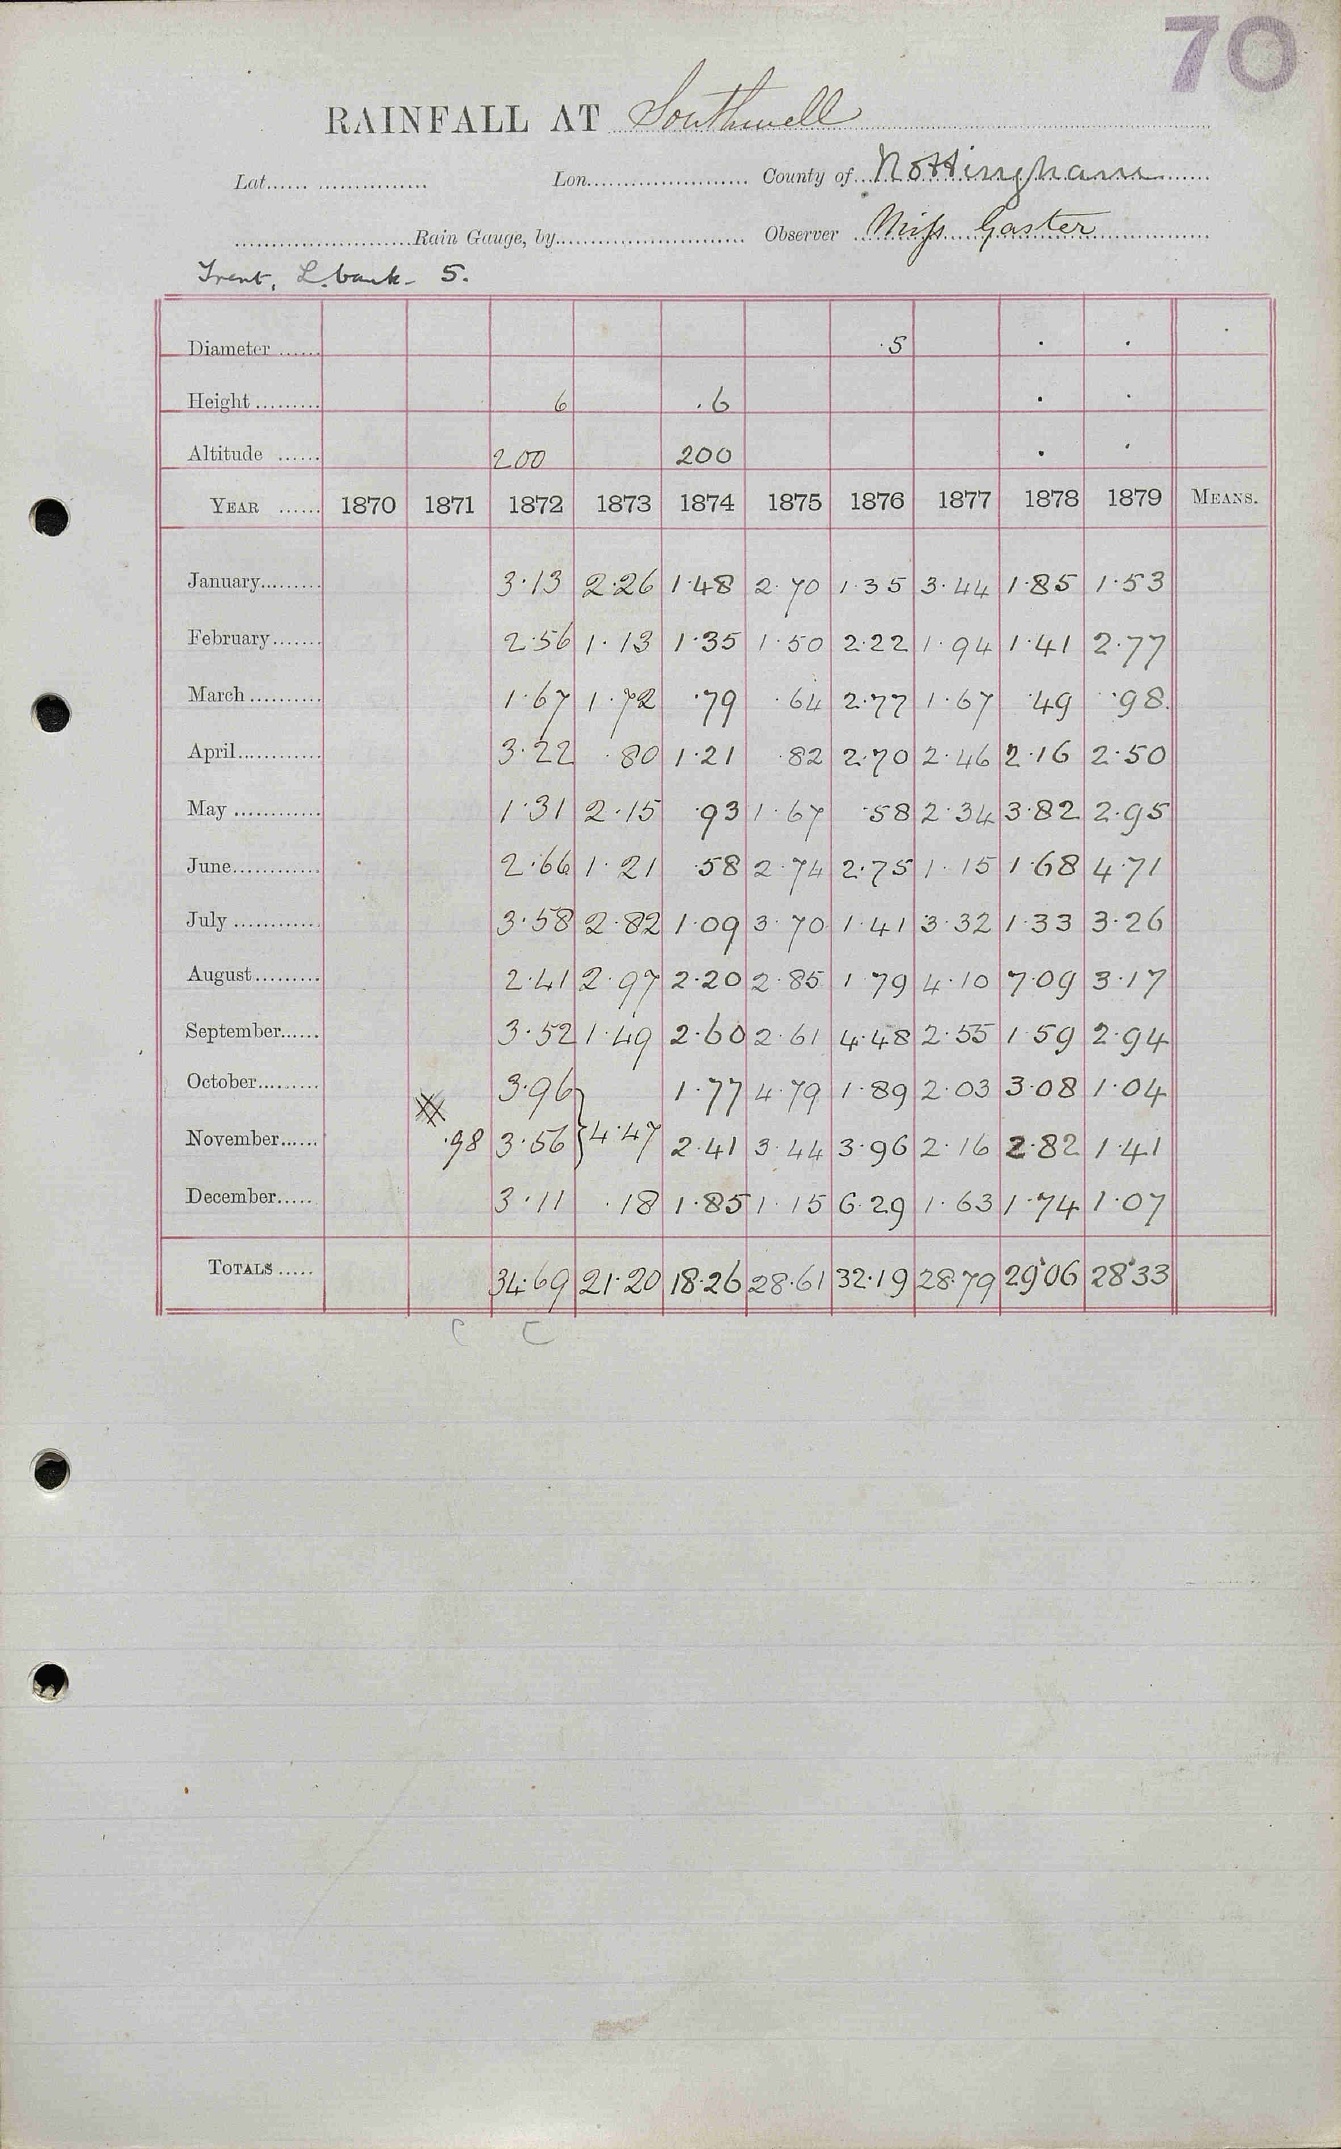 70
RAINFALL AT Southwell
Lat. Lon. County of Nottingham
Rain Gauge, by Observer Miss Gaster
Trent, L. bank - 5.
Diameter 5
Height 6 .6
Altitude 200 200
YEAR 1870 1871 1872 1873 1874 1875 1876 1877 1878 1879 MEANS.
January 3·13 2·26 1·48 2·70 1·35 3·44 1·85 1·53
February 2·56 1·13 1·35 1·50 2·22 1·94 1·41 2·77
March 1·67 1·72 ·79 ·64 2·77 1·67 ·49 ·98
April 3·22 ·80 1·21 ·82 2·70 2·46 2·16 2·50
May 1·31 2·15 ·93 1·67 ·58 2·34 3·82 2·95
June 2·66 1·21 ·58 2·74 2·75 1·15 1·68 4·71
July 3·58 2·82 1·09 3·70 1·41 3·32 1·33 3·26
August 2·41 2·97 2·20 2·85 1·79 4·10 7·09 3·17
September 3·52 1·49 2·60 2·61 4·48 2·55 1·59 2·94
October 3·96 1·77 4·79 1·89 2·03 3·08 1·04
November ·98 3·56 4·47 2·41 3·44 3·96 2·16 2·82 1·41
December 3·11 ·18 1·85 1·15 6·29 1·63 1·74 1·07
TOTALS 34·69 21·20 18·26 28·61 32·19 28·79 29·06 28·33
C C